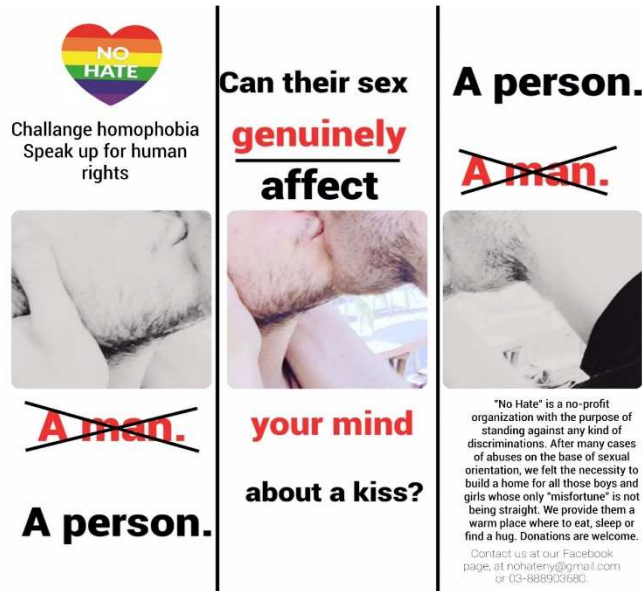 NO
HATE
Challange homophobia
Speak up for human
rights
A man.
A person.
Can their sex
genuinely
affect
your mind
about a kiss?
A person.
A man.
"No Hate" is a no-profit
organization with the purpose of
standing against any kind of
discriminations. After many cases
of abuses on the base of sexual
orientation, we felt the necessity to
build a home for all those boys and
girls whose only "misfortune" is not
being straight. We provide them a
warm place where to eat, sleep or
find a hug. Donations are welcome.
Contact us at our Facebook
page, at nohateny@gmail.com
or 03-888903680.